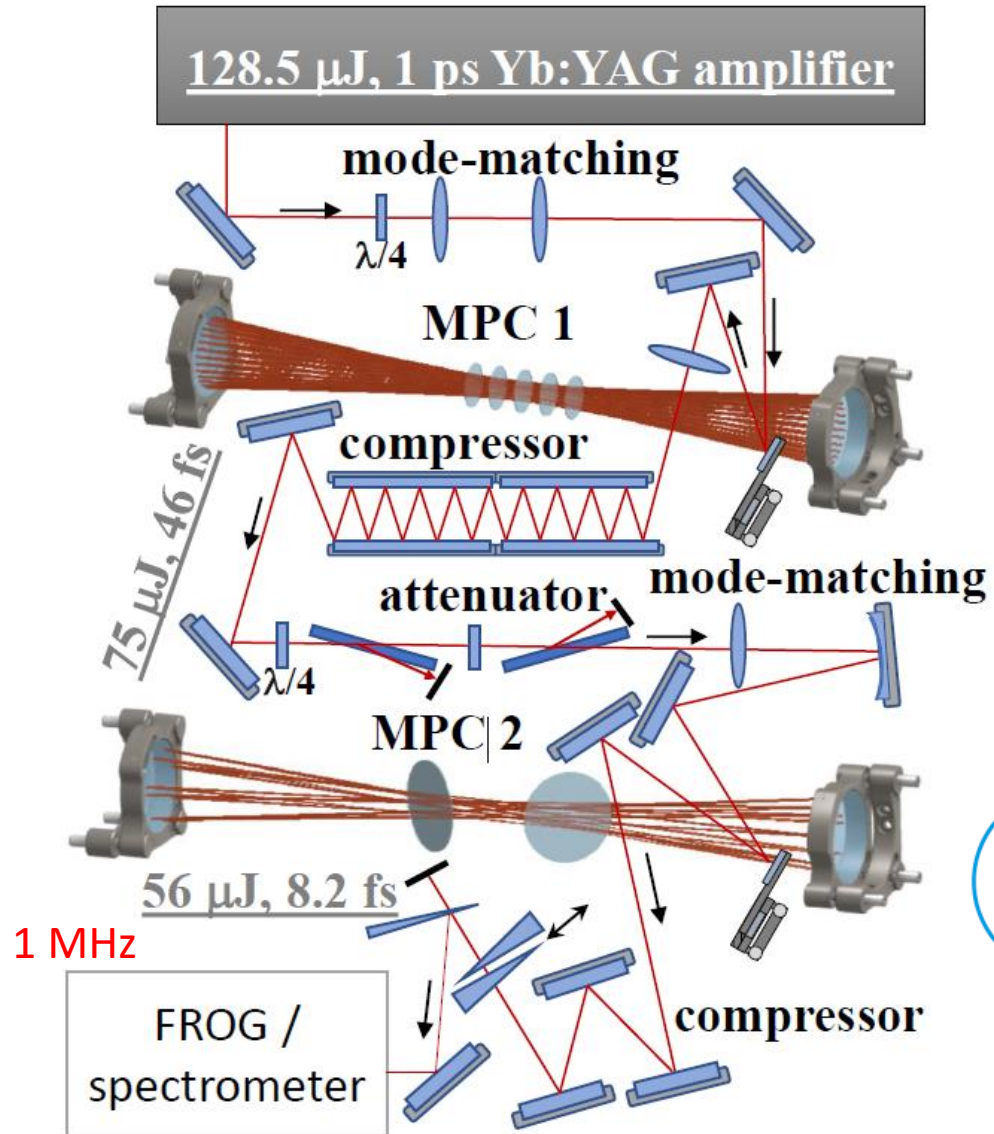 128.5 µJ, 1 ps Yb:YAG amplifier
mode-matching
λ/4
MPC 1
compressor
75 µJ, 46 fs
attenuator
mode-matching
λ/4
MPC 2
56 µJ, 8.2 fs
1 MHz
compressor
FROG /
spectrometer